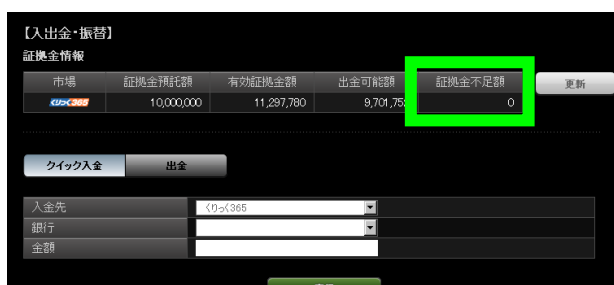 【入出金・振替】
証拠金情報
市場 証拠金預託額 有効証拠金額 出金可能額 証拠金不足額 更新
くりっく365 10,000,000 11,297,780 0
クイック入金 出金
入金先 くりっく365
銀行
金額